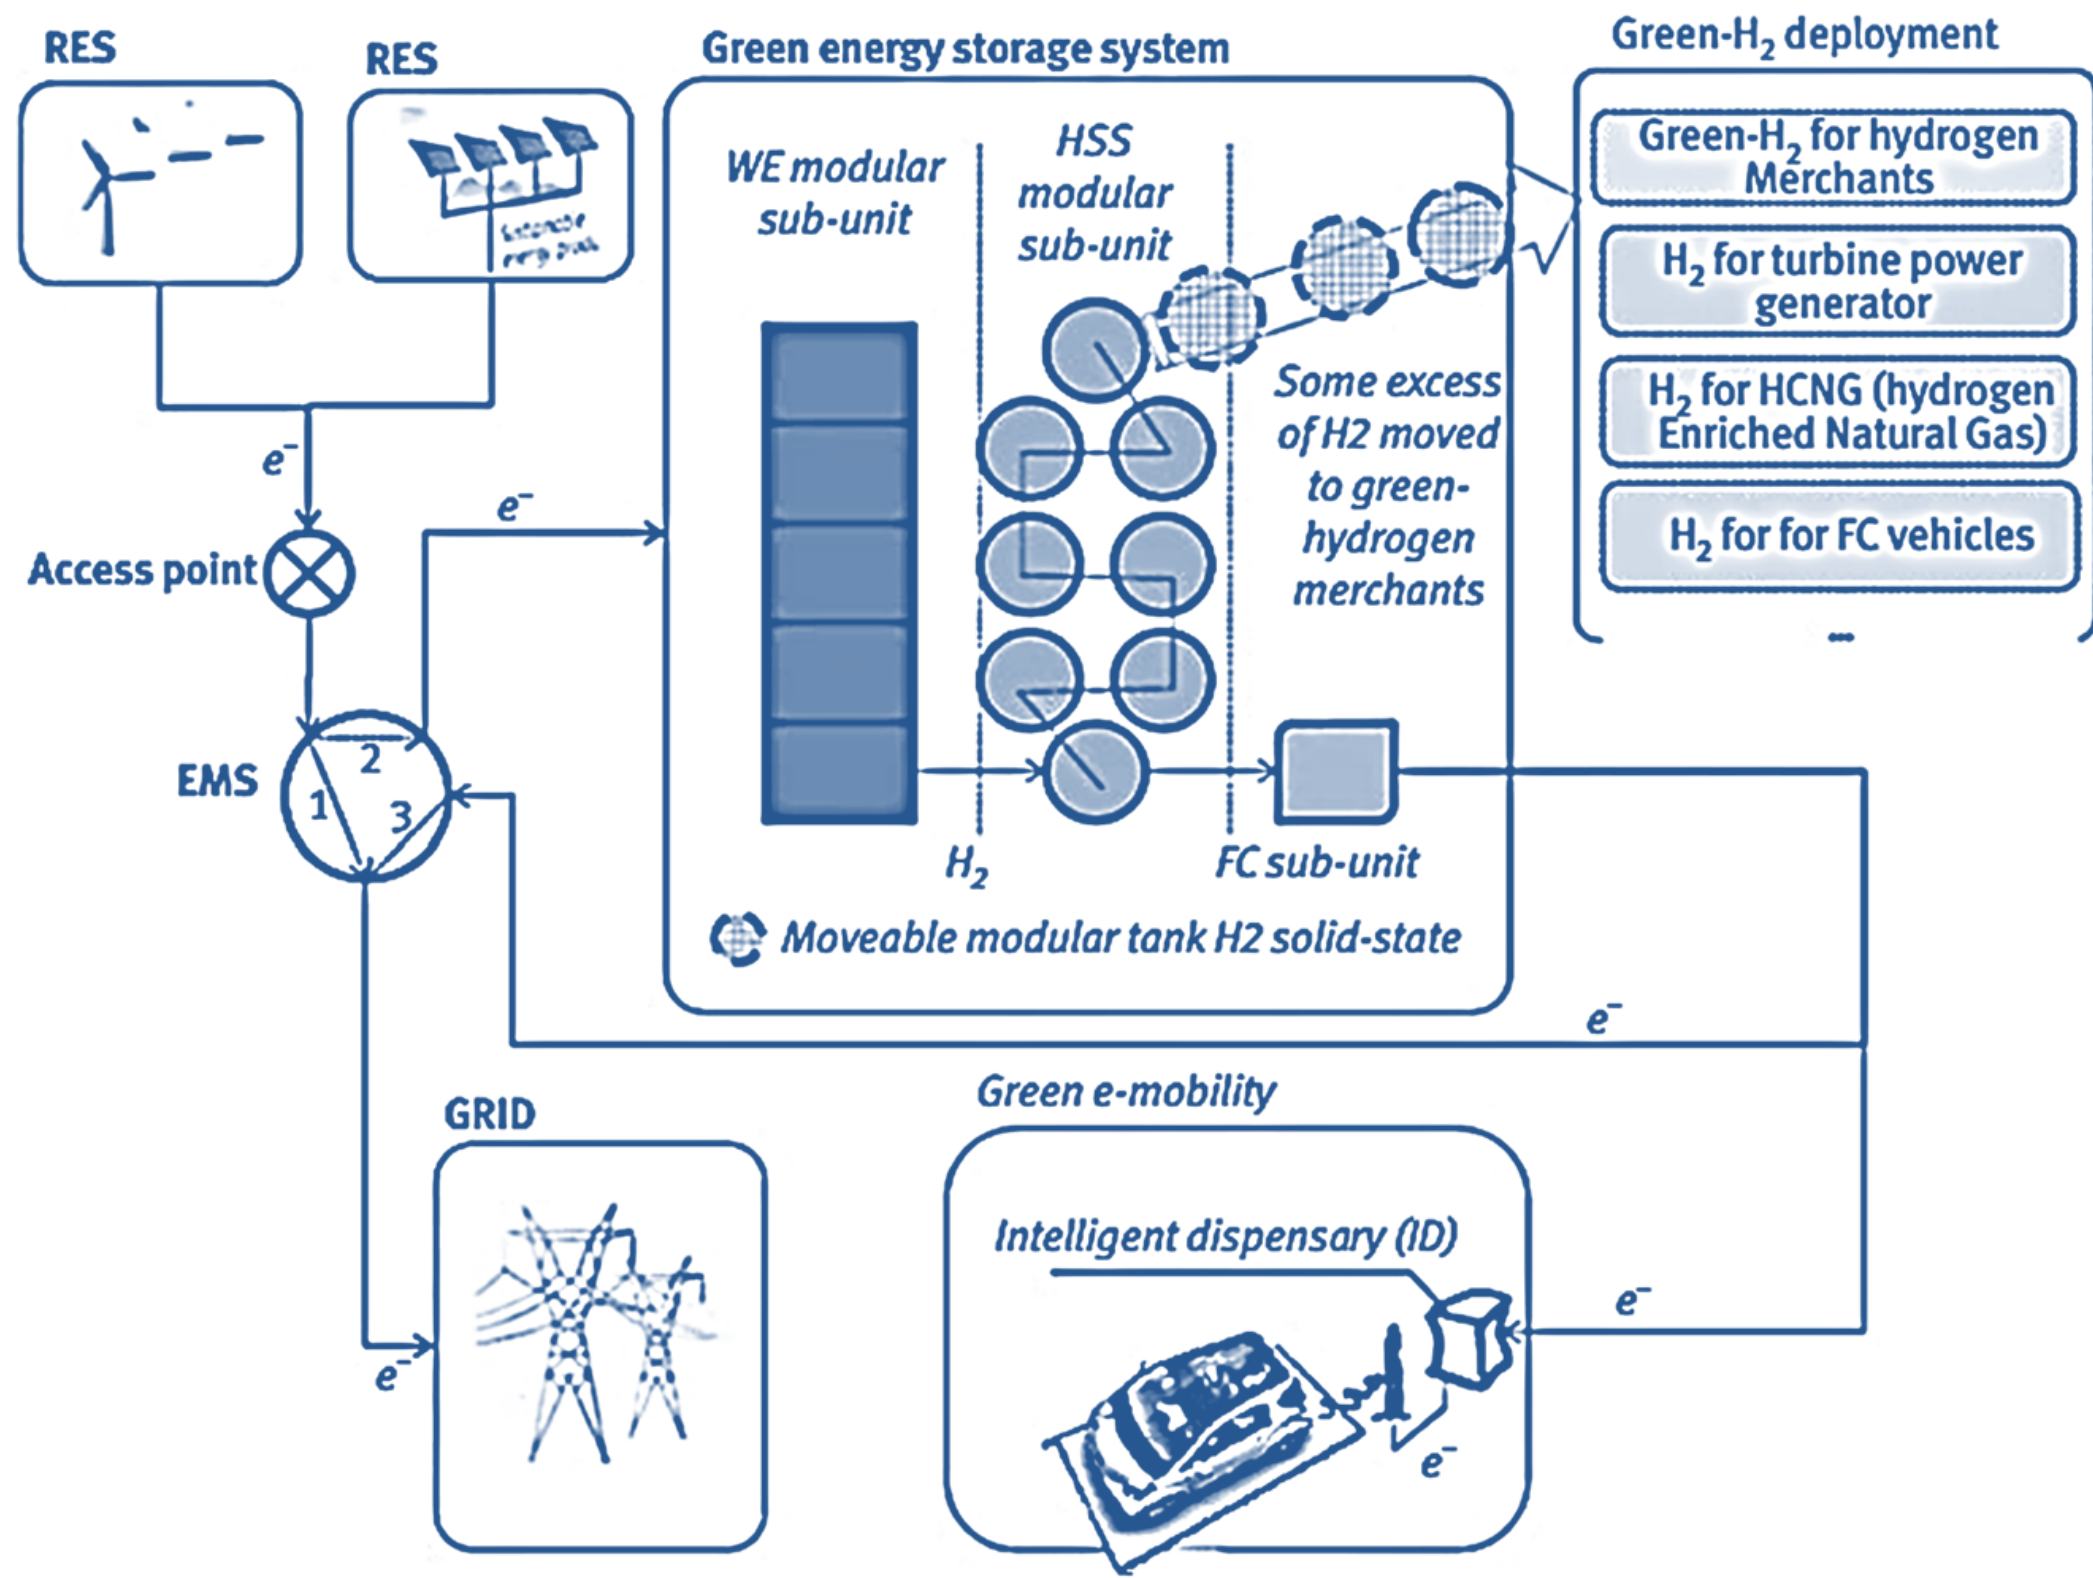 RES
RES
Green energy storage system
Green-H₂ deployment
WE modular
sub-unit
HSS
modular
sub-unit
Green-H₂ for hydrogen
Merchants
H₂ for turbine power
generator
H₂ for HCNG (hydrogen
Enriched Natural Gas)
H₂ for for FC vehicles
...
Some excess
of H2 moved
to green-
hydrogen
merchants
e⁻
e⁻
Access point
EMS
1
2
3
H₂
FC sub-unit
Moveable modular tank H2 solid-state
e⁻
GRID
e⁻
Green e-mobility
Intelligent dispensary (ID)
e⁻
e⁻